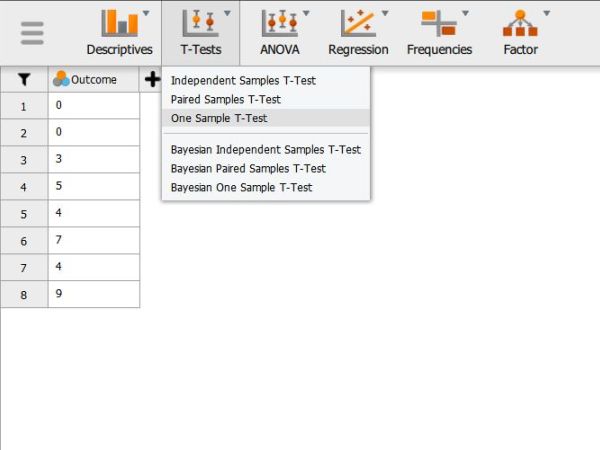 Descriptives T-Tests ANOVA Regression Frequencies Factor
Outcome
Independent Samples T-Test
Paired Samples T-Test
One Sample T-Test
Bayesian Independent Samples T-Test
Bayesian Paired Samples T-Test
Bayesian One Sample T-Test
1 0
2 0
3 3
4 5
5 4
6 7
7 4
8 9